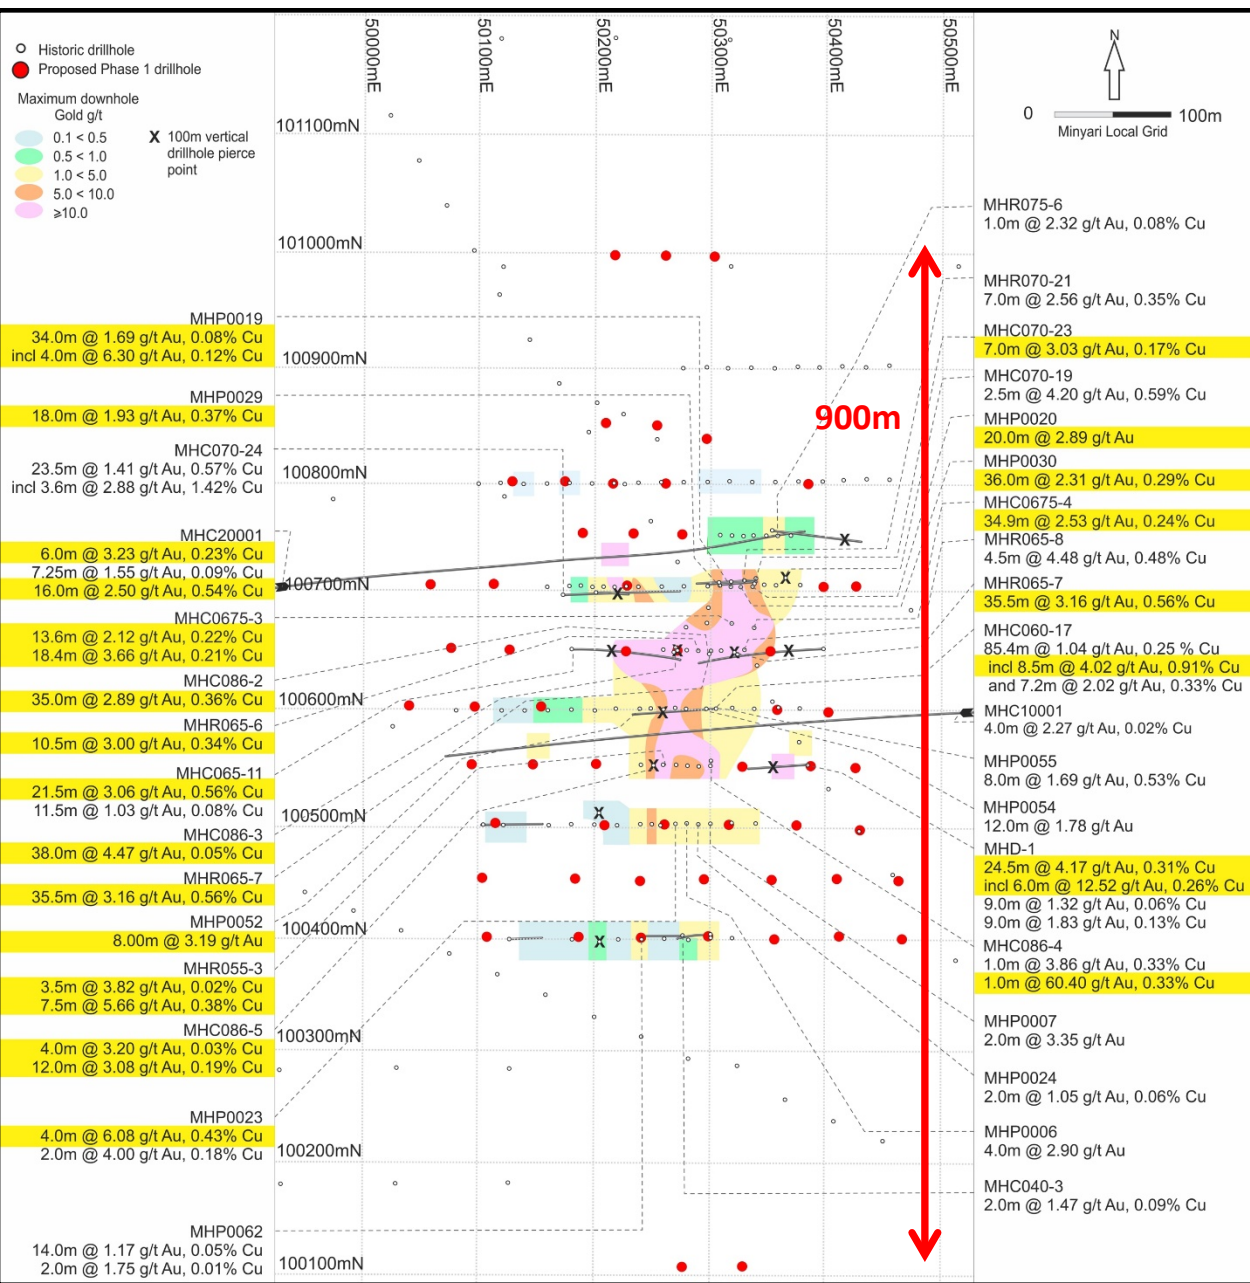 50000mE
50100mE
50200mE
50300mE
50400mE
50500mE
Historic drillhole
Proposed Phase 1 drillhole
Maximum downhole
Gold g/t
0.1 < 0.5
0.5 < 1.0
1.0 < 5.0
5.0 < 10.0
≥10.0
X 100m vertical
drillhole pierce
point
N
0 100m
Minyari Local Grid
101100mN
101000mN
100900mN
100800mN
100700mN
100600mN
100500mN
100400mN
100300mN
100200mN
100100mN
900m
MHP0019
34.0m @ 1.69 g/t Au, 0.08% Cu
incl 4.0m @ 6.30 g/t Au, 0.12% Cu
MHP0029
18.0m @ 1.93 g/t Au, 0.37% Cu
MHC070-24
23.5m @ 1.41 g/t Au, 0.57% Cu
incl 3.6m @ 2.88 g/t Au, 1.42% Cu
MHC20001
6.0m @ 3.23 g/t Au, 0.23% Cu
7.25m @ 1.55 g/t Au, 0.09% Cu
16.0m @ 2.50 g/t Au, 0.54% Cu
MHC0675-3
13.6m @ 2.12 g/t Au, 0.22% Cu
18.4m @ 3.66 g/t Au, 0.21% Cu
MHC086-2
35.0m @ 2.89 g/t Au, 0.36% Cu
MHR065-6
10.5m @ 3.00 g/t Au, 0.34% Cu
MHC065-11
21.5m @ 3.06 g/t Au, 0.56% Cu
11.5m @ 1.03 g/t Au, 0.08% Cu
MHC086-3
38.0m @ 4.47 g/t Au, 0.05% Cu
MHR065-7
35.5m @ 3.16 g/t Au, 0.56% Cu
MHP0052
8.00m @ 3.19 g/t Au
MHR055-3
3.5m @ 3.82 g/t Au, 0.02% Cu
7.5m @ 5.66 g/t Au, 0.38% Cu
MHC086-5
4.0m @ 3.20 g/t Au, 0.03% Cu
12.0m @ 3.08 g/t Au, 0.19% Cu
MHP0023
4.0m @ 6.08 g/t Au, 0.43% Cu
2.0m @ 4.00 g/t Au, 0.18% Cu
MHP0062
14.0m @ 1.17 g/t Au, 0.05% Cu
2.0m @ 1.75 g/t Au, 0.01% Cu
MHR075-6
1.0m @ 2.32 g/t Au, 0.08% Cu
MHR070-21
7.0m @ 2.56 g/t Au, 0.35% Cu
MHC070-23
7.0m @ 3.03 g/t Au, 0.17% Cu
MHC070-19
2.5m @ 4.20 g/t Au, 0.59% Cu
MHP0020
20.0m @ 2.89 g/t Au
MHP0030
36.0m @ 2.31 g/t Au, 0.29% Cu
MHC0675-4
34.9m @ 2.53 g/t Au, 0.24% Cu
MHR065-8
4.5m @ 4.48 g/t Au, 0.48% Cu
MHR065-7
35.5m @ 3.16 g/t Au, 0.56% Cu
MHC060-17
85.4m @ 1.04 g/t Au, 0.25 % Cu
incl 8.5m @ 4.02 g/t Au, 0.91% Cu
and 7.2m @ 2.02 g/t Au, 0.33% Cu
MHC10001
4.0m @ 2.27 g/t Au, 0.02% Cu
MHP0055
8.0m @ 1.69 g/t Au, 0.53% Cu
MHP0054
12.0m @ 1.78 g/t Au
MHD-1
24.5m @ 4.17 g/t Au, 0.31% Cu
incl 6.0m @ 12.52 g/t Au, 0.26% Cu
9.0m @ 1.32 g/t Au, 0.06% Cu
9.0m @ 1.83 g/t Au, 0.13% Cu
MHC086-4
1.0m @ 3.86 g/t Au, 0.33% Cu
1.0m @ 60.40 g/t Au, 0.33% Cu
MHP0007
2.0m @ 3.35 g/t Au
MHP0024
2.0m @ 1.05 g/t Au, 0.06% Cu
MHP0006
4.0m @ 2.90 g/t Au
MHC040-3
2.0m @ 1.47 g/t Au, 0.09% Cu